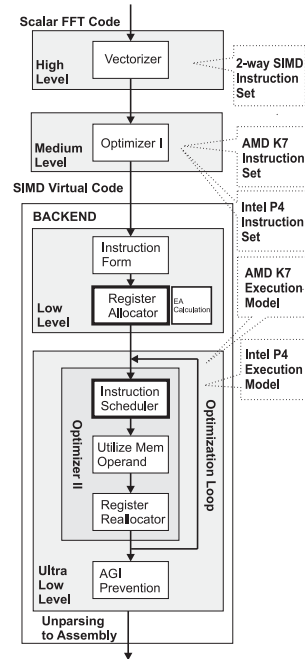 Scalar FFT Code
Vectorizer
High
Level
2-way SIMD
Instruction
Set
Optimizer I
Medium
Level
AMD K7
Instruction
Set
SIMD Virtual Code
Intel P4
Instruction
Set
BACKEND
Instruction
Form
Register
Allocator
EA
Calculation
Low
Level
AMD K7
Execution
Model
Intel P4
Execution
Model
Instruction
Scheduler
Utilize Mem
Operand
Register
Reallocator
Optimizer II
Optimization Loop
AGI
Prevention
Ultra
Low
Level
Unparsing
to Assembly